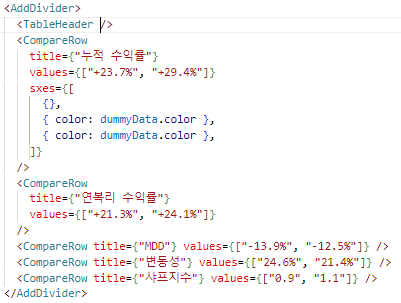 <AddDivider>
<TableHeader />
<CompareRow
title={"누적 수익률"}
values={["+23.7%", "+29.4%"]}
sxes={[
{},
{ color: dummyData.color },
{ color: dummyData.color },
]}
/>
<CompareRow
title={"연복리 수익률"}
values={["+21.3%", "+24.1%"]}
/>
<CompareRow title={"MDD"} values={["-13.9%", "-12.5%"]} />
<CompareRow title={"변동성"} values={["24.6%", "21.4%"]} />
<CompareRow title={"샤프지수"} values={["0.9", "1.1"]} />
</AddDivider>